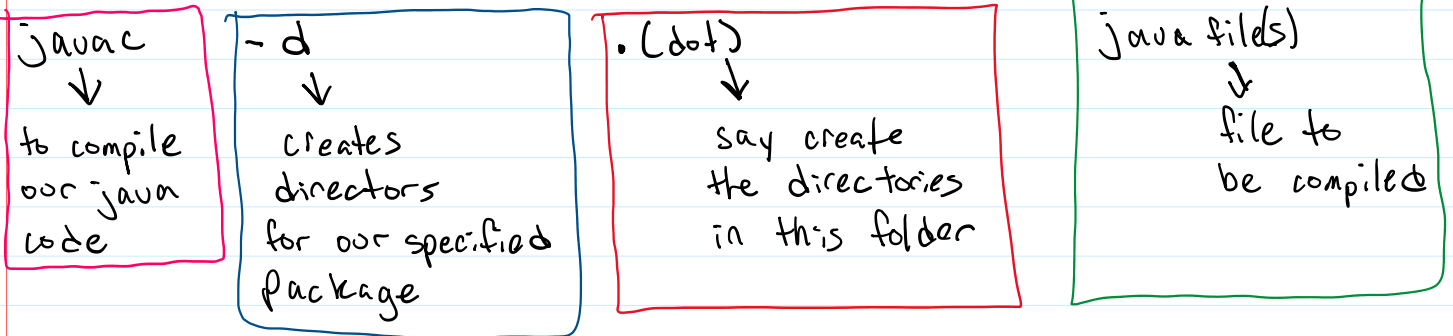 javac
↓
to compile
our java
code
- d
↓
creates
directors
for our specified
package
. (dot)
↓
say create
the directories
in this folder
java file(s)
↓
file to
be compiled